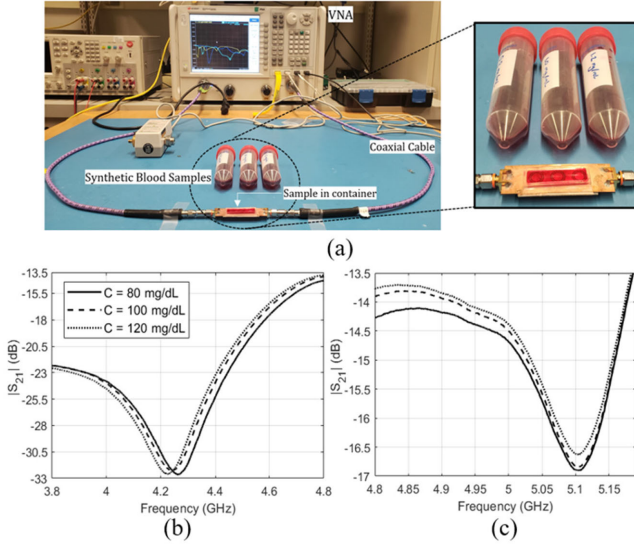 VNA
Coaxial Cable
Synthetic Blood Samples
Sample in container
(a)
-13.5
-15.5
-18
-20.5
-23
-25.5
-28
-30.5
-33
|S21| (dB)
C = 80 mg/dL
C = 100 mg/dL
C = 120 mg/dL
3.8 4 4.2 4.4 4.6 4.8
Frequency (GHz)
(b)
-13.5
-14
-14.5
-15
-15.5
-16
-16.5
-17
|S21| (dB)
4.8 4.85 4.9 4.95 5 5.05 5.1 5.15
Frequency (GHz)
(c)